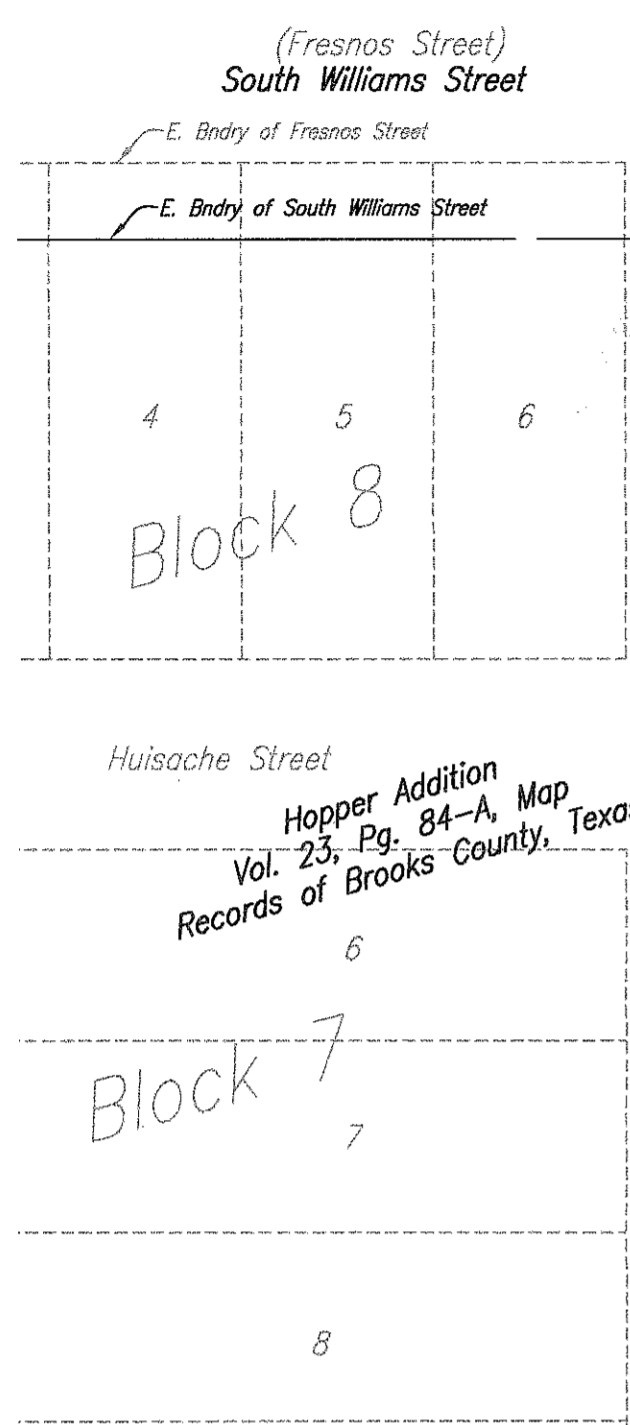 (Fresnos Street)
South Williams Street
E. Bndry of Fresnos Street
E. Bndry of South Williams Street
4
5
6
Block 8
Huisache Street
Hopper Addition
Vol. 23, Pg. 84-A, Map
Records of Brooks County, Texas
6
Block 7
7
8